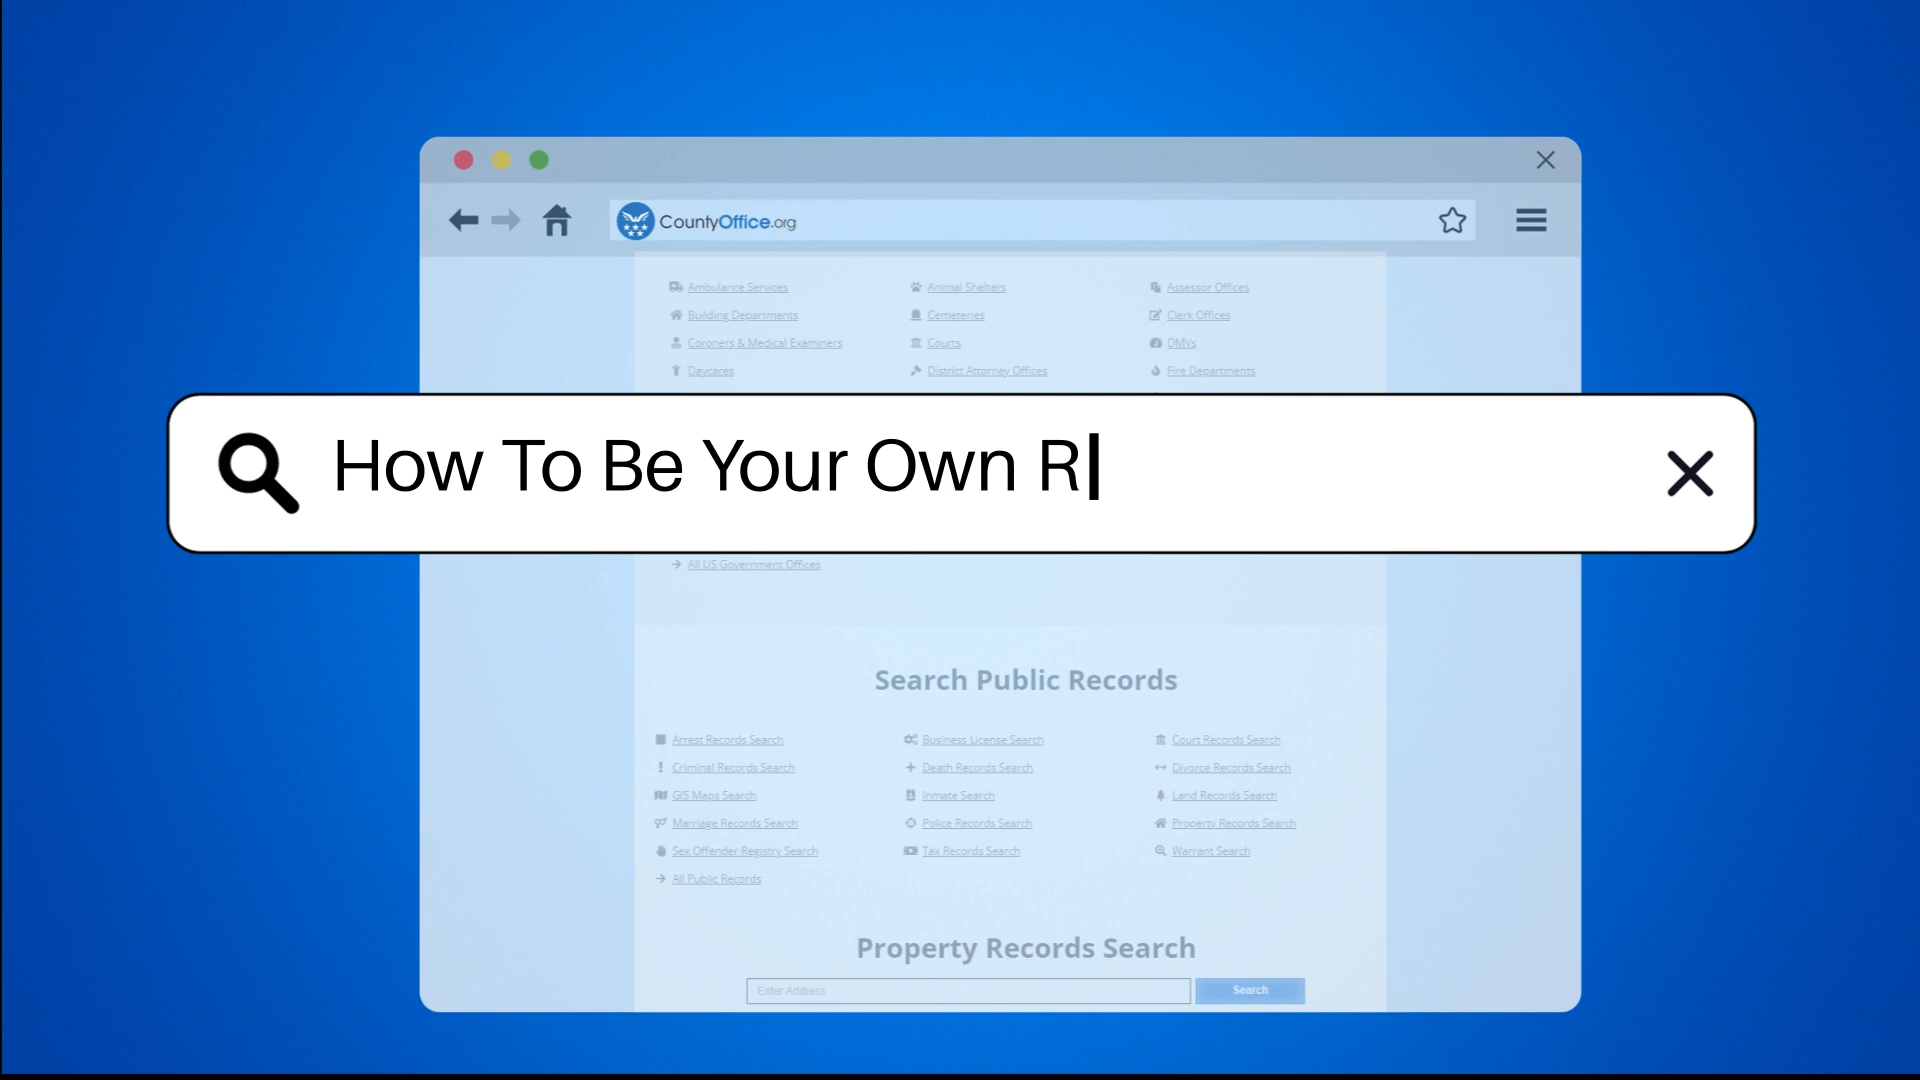 CountyOffice.org
Ambulance Services Animal Shelters Assessor Offices
Building Departments Cemeteries Clerk Offices
Coroners & Medical Examiners Courts DMVs
Daycares District Attorney Offices Fire Departments
How To Be Your Own R
All US Government Offices
Search Public Records
Arrest Records Search Business License Search Court Records Search
Criminal Records Search Death Records Search Divorce Records Search
GIS Maps Search Inmate Search Land Records Search
Marriage Records Search Police Records Search Property Records Search
Sex Offender Registry Search Tax Records Search Warrant Search
All Public Records
Property Records Search
Enter Address Search